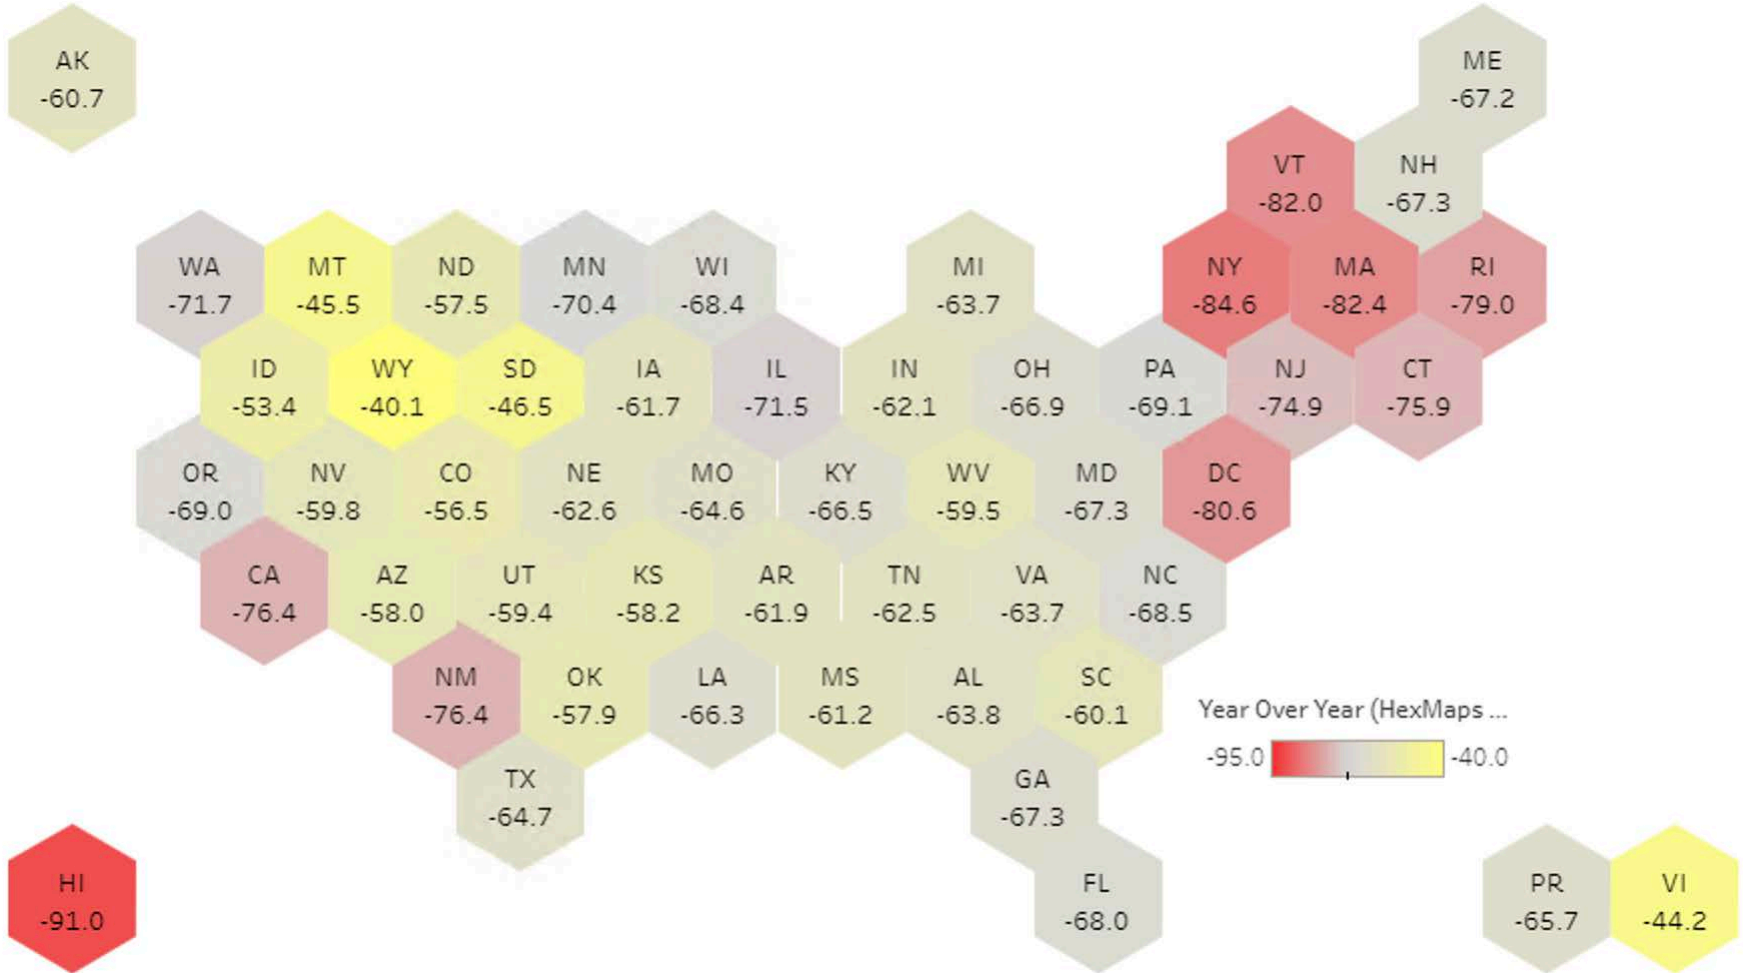 AK
-60.7
ME
-67.2
VT
-82.0
NH
-67.3
WA
-71.7
MT
-45.5
ND
-57.5
MN
-70.4
WI
-68.4
MI
-63.7
NY
-84.6
MA
-82.4
RI
-79.0
ID
-53.4
WY
-40.1
SD
-46.5
IA
-61.7
IL
-71.5
IN
-62.1
OH
-66.9
PA
-69.1
NJ
-74.9
CT
-75.9
OR
-69.0
NV
-59.8
CO
-56.5
NE
-62.6
MO
-64.6
KY
-66.5
WV
-59.5
MD
-67.3
DC
-80.6
CA
-76.4
AZ
-58.0
UT
-59.4
KS
-58.2
AR
-61.9
TN
-62.5
VA
-63.7
NC
-68.5
NM
-76.4
OK
-57.9
LA
-66.3
MS
-61.2
AL
-63.8
SC
-60.1
Year Over Year (HexMaps ...
-95.0 -40.0
TX
-64.7
GA
-67.3
HI
-91.0
FL
-68.0
PR
-65.7
VI
-44.2